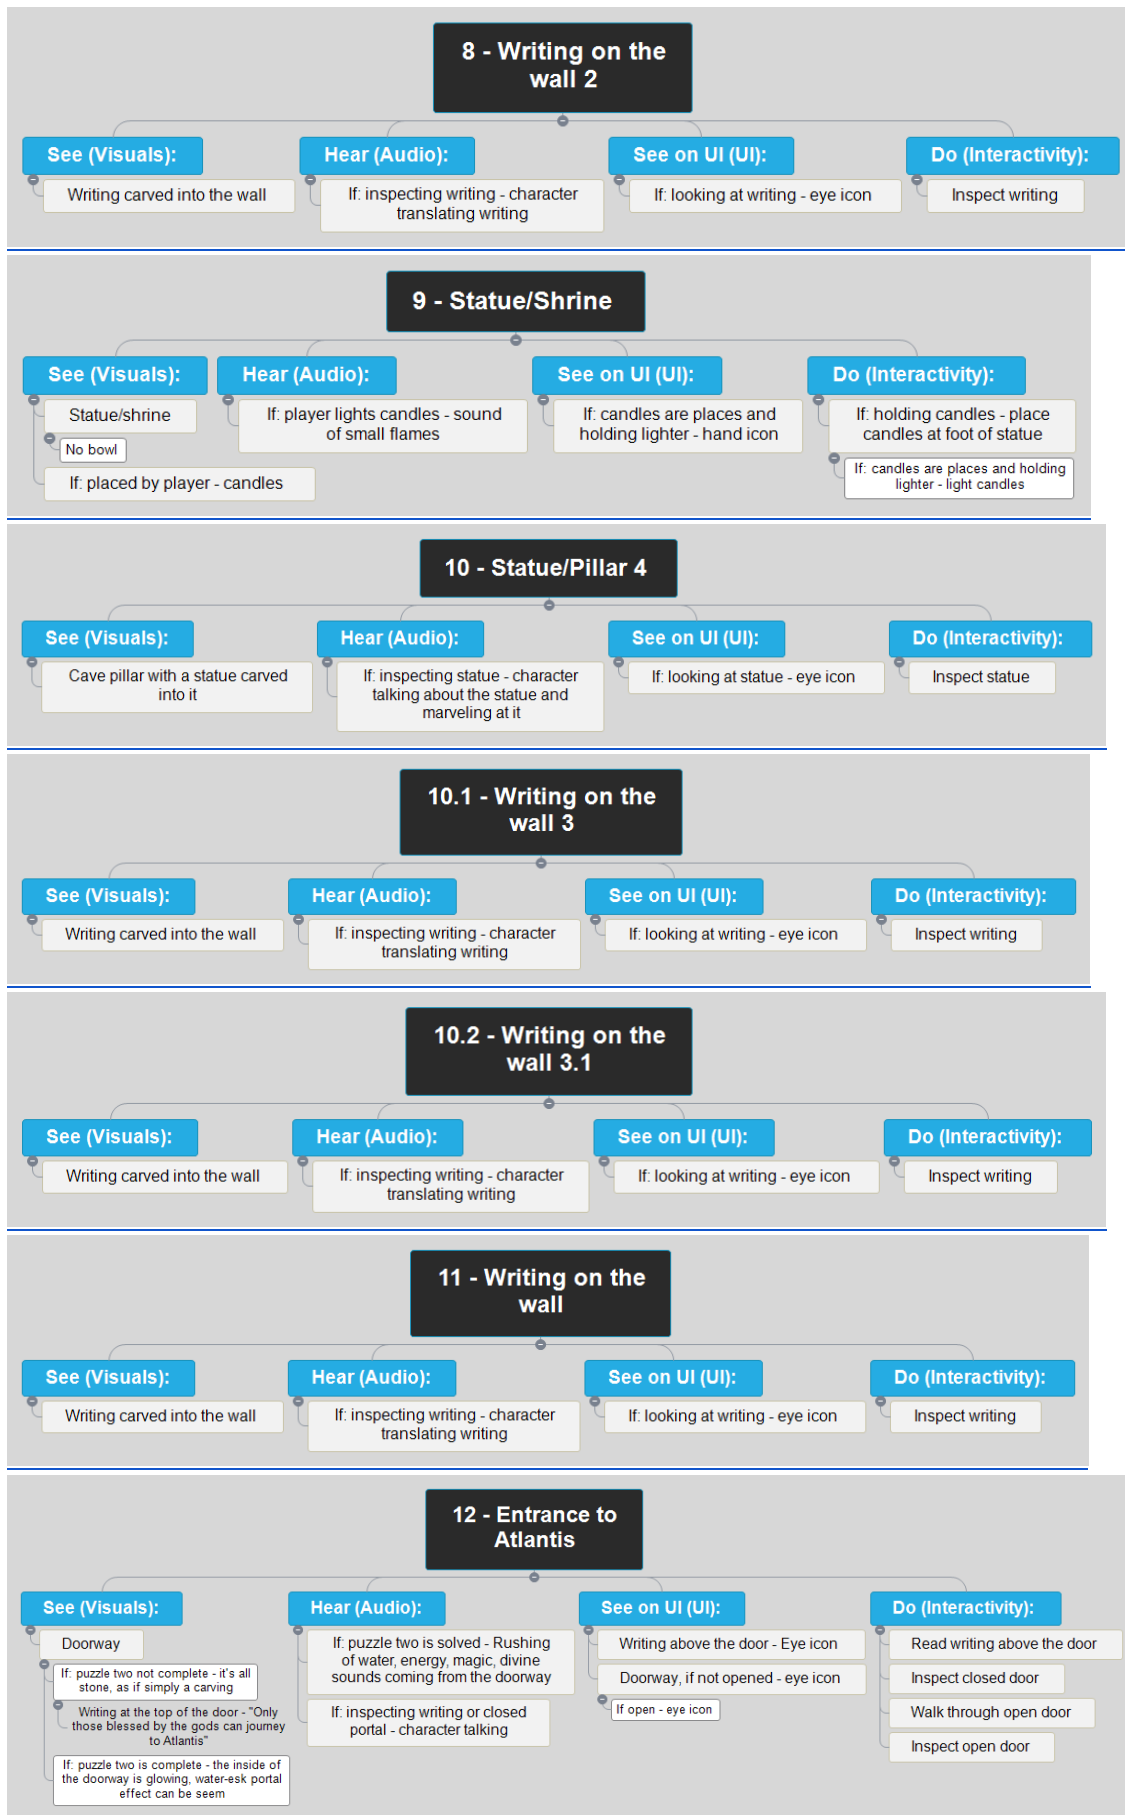 8 - Writing on the
wall 2
See (Visuals):
Hear (Audio):
See on UI (UI):
Do (Interactivity):
Writing carved into the wall
If: inspecting writing - character
translating writing
If: looking at writing - eye icon
Inspect writing
9 - Statue/Shrine
See (Visuals):
Hear (Audio):
See on UI (UI):
Do (Interactivity):
Statue/shrine
No bowl
If: placed by player - candles
If: player lights candles - sound
of small flames
If: candles are places and
holding lighter - hand icon
If: holding candles - place
candles at foot of statue
If: candles are places and holding
lighter - light candles
10 - Statue/Pillar 4
See (Visuals):
Hear (Audio):
See on UI (UI):
Do (Interactivity):
Cave pillar with a statue carved
into it
If: inspecting statue - character
talking about the statue and
marveling at it
If: looking at statue - eye icon
Inspect statue
10.1 - Writing on the
wall 3
See (Visuals):
Hear (Audio):
See on UI (UI):
Do (Interactivity):
Writing carved into the wall
If: inspecting writing - character
translating writing
If: looking at writing - eye icon
Inspect writing
10.2 - Writing on the
wall 3.1
See (Visuals):
Hear (Audio):
See on UI (UI):
Do (Interactivity):
Writing carved into the wall
If: inspecting writing - character
translating writing
If: looking at writing - eye icon
Inspect writing
11 - Writing on the
wall
See (Visuals):
Hear (Audio):
See on UI (UI):
Do (Interactivity):
Writing carved into the wall
If: inspecting writing - character
translating writing
If: looking at writing - eye icon
Inspect writing
12 - Entrance to
Atlantis
See (Visuals):
Hear (Audio):
See on UI (UI):
Do (Interactivity):
Doorway
If: puzzle two not complete - it's all
stone, as if simply a carving
Writing at the top of the door - "Only
those blessed by the gods can journey
to Atlantis"
If: puzzle two is complete - the inside of
the doorway is glowing, water-esk portal
effect can be seem
If: puzzle two is solved - Rushing
of water, energy, magic, divine
sounds coming from the doorway
If: inspecting writing or closed
portal - character talking
Writing above the door - Eye icon
Doorway, if not opened - eye icon
If open - eye icon
Read writing above the door
Inspect closed door
Walk through open door
Inspect open door